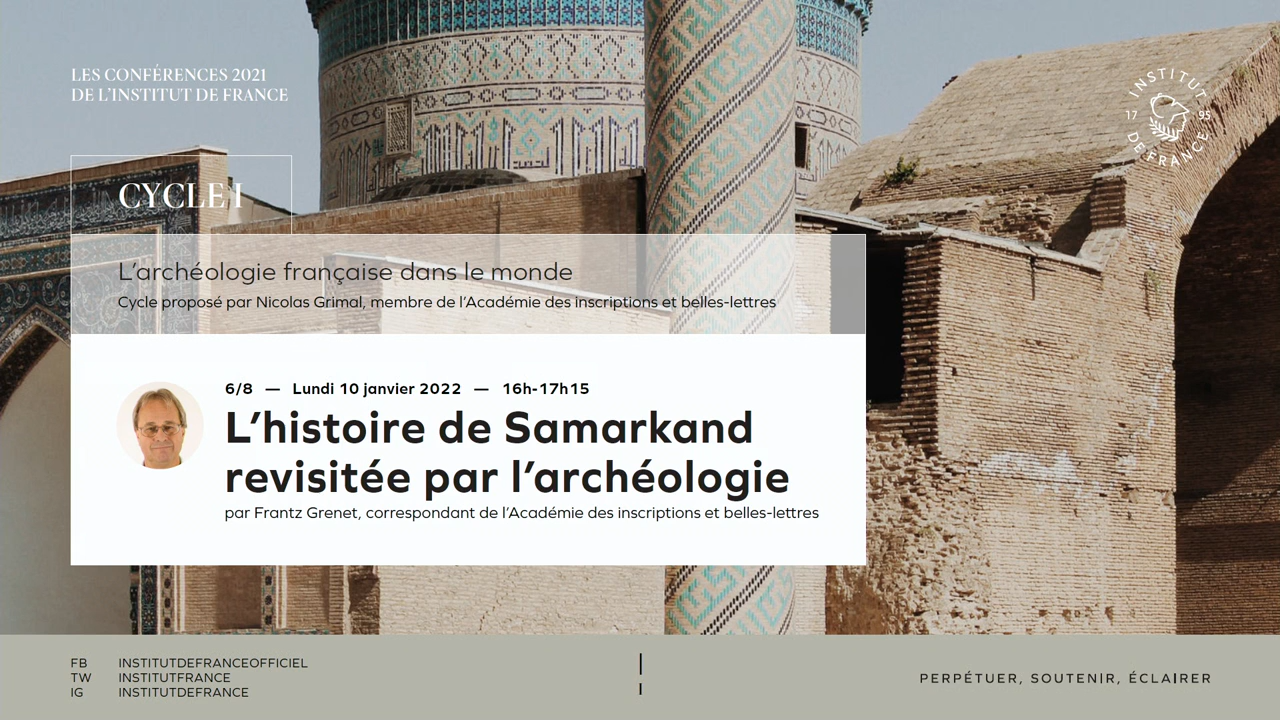 LES CONFÉRENCES 2021
DE L'INSTITUT DE FRANCE
INSTITUT DE FRANCE
17 95
CYCLE I
L'archéologie française dans le monde
Cycle proposé par Nicolas Grimal, membre de l'Académie des inscriptions et belles-lettres
6/8 — Lundi 10 janvier 2022 — 16h-17h15
L'histoire de Samarkand
revisitée par l'archéologie
par Frantz Grenet, correspondant de l'Académie des inscriptions et belles-lettres
FB INSTITUTDEFRANCEOFFICIEL
TW INSTITUTFRANCE
IG INSTITUTDEFRANCE
PERPÉTUER, SOUTENIR, ÉCLAIRER